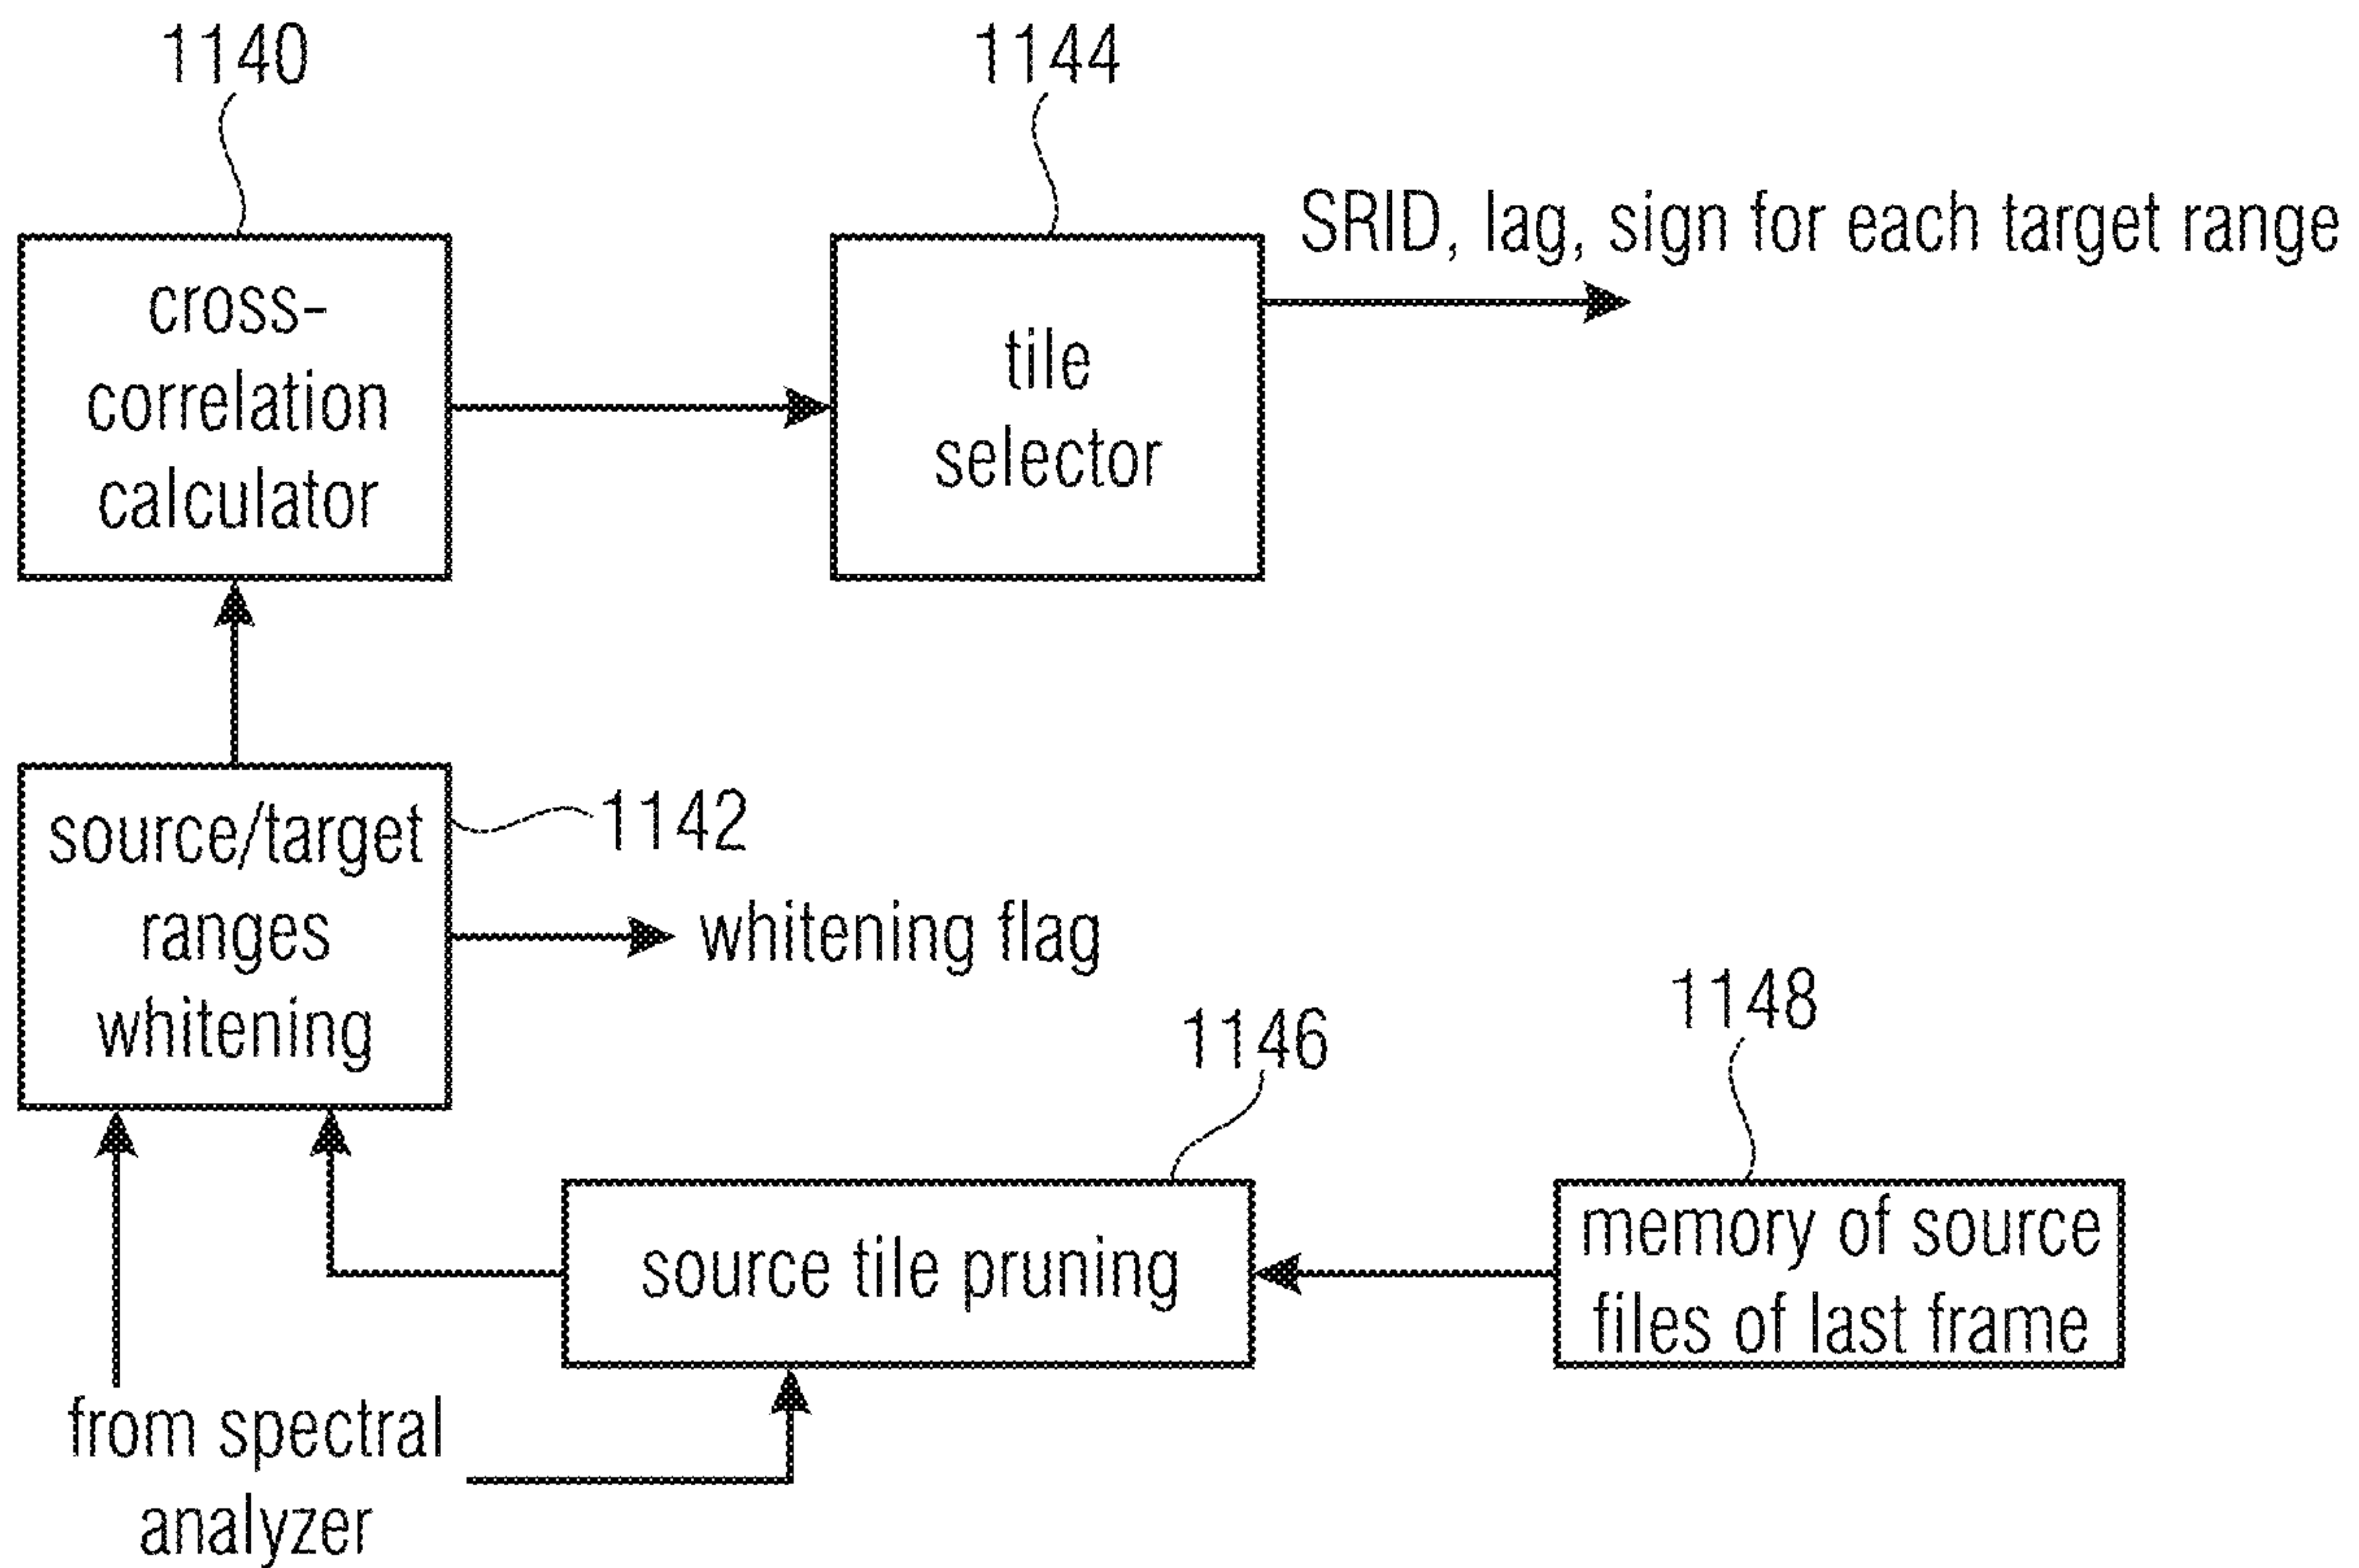 1140
1144
SRID, lag, sign for each target range
cross-
correlation
calculator
tile
selector
source/target
ranges
whitening
1142
whitening flag
1146
1148
source tile pruning
memory of source
files of last frame
from spectral
analyzer